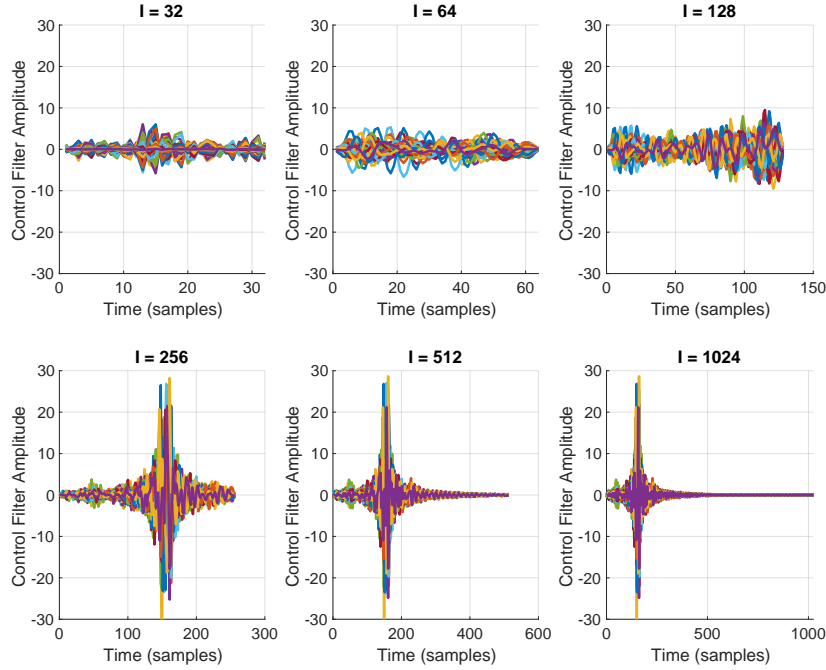 I = 32
30
20
10
0
-10
-20
-30
0 10 20 30
Control Filter Amplitude
Time (samples)
I = 64
30
20
10
0
-10
-20
-30
0 20 40 60
Control Filter Amplitude
Time (samples)
I = 128
30
20
10
0
-10
-20
-30
0 50 100 150
Control Filter Amplitude
Time (samples)
I = 256
30
20
10
0
-10
-20
-30
0 100 200 300
Control Filter Amplitude
Time (samples)
I = 512
30
20
10
0
-10
-20
-30
0 200 400 600
Control Filter Amplitude
Time (samples)
I = 1024
30
20
10
0
-10
-20
-30
0 500 1000
Control Filter Amplitude
Time (samples)